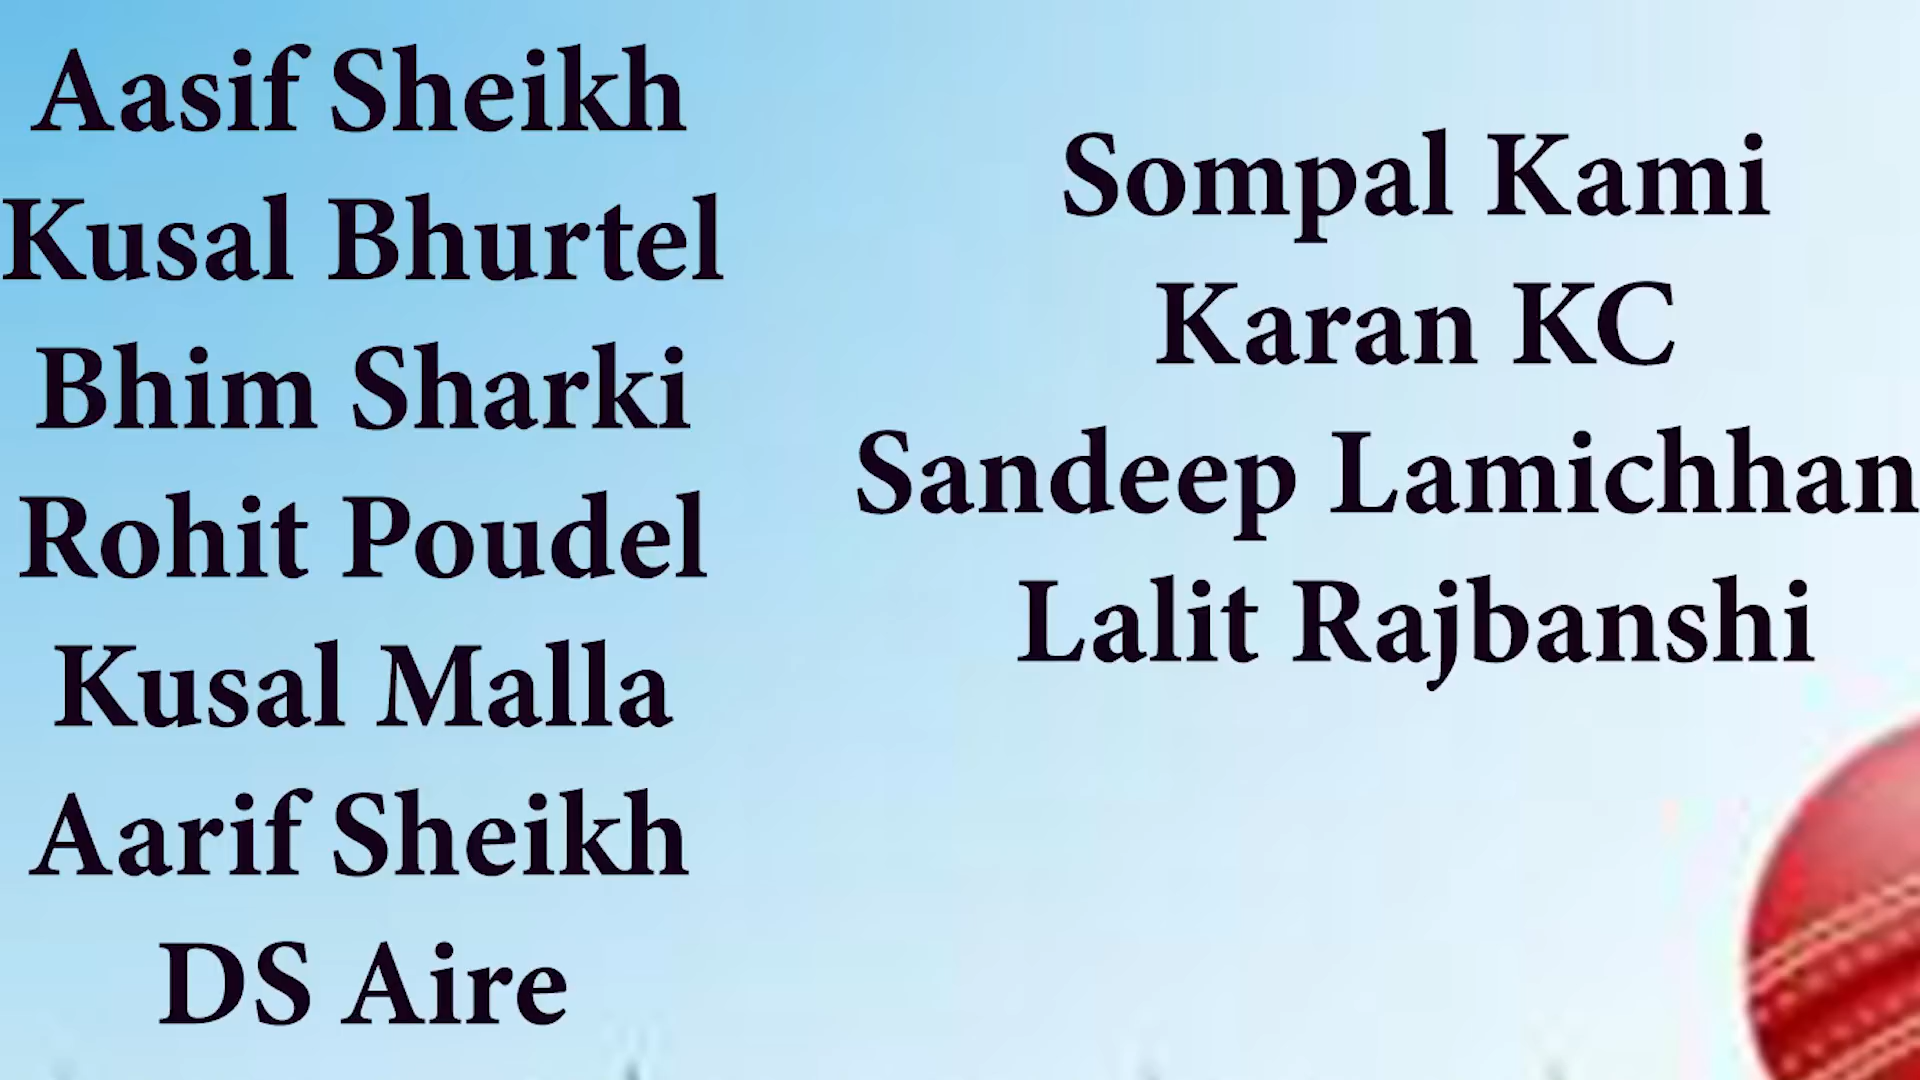 Aasif Sheikh
Kusal Bhurtel
Bhim Sharki
Rohit Poudel
Kusal Malla
Aarif Sheikh
DS Aire
Sompal Kami
Karan KC
Sandeep Lamichhan
Lalit Rajbanshi